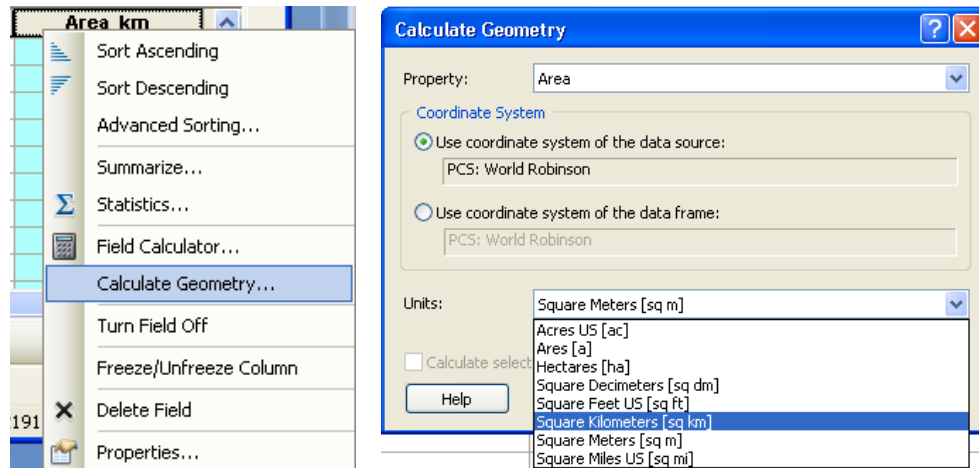 Area_km
Sort Ascending
Sort Descending
Advanced Sorting...
Summarize...
Σ Statistics...
Field Calculator...
Calculate Geometry...
Turn Field Off
Freeze/Unfreeze Column
Delete Field
Properties...
191
Calculate Geometry
Property: Area
Coordinate System
Use coordinate system of the data source:
PCS: World Robinson
Use coordinate system of the data frame:
PCS: World Robinson
Units: Square Meters [sq m]
Acres US [ac]
Ares [a]
Hectares [ha]
Square Decimeters [sq dm]
Square Feet US [sq ft]
Square Kilometers [sq km]
Square Meters [sq m]
Square Miles US [sq mi]
Calculate select
Help